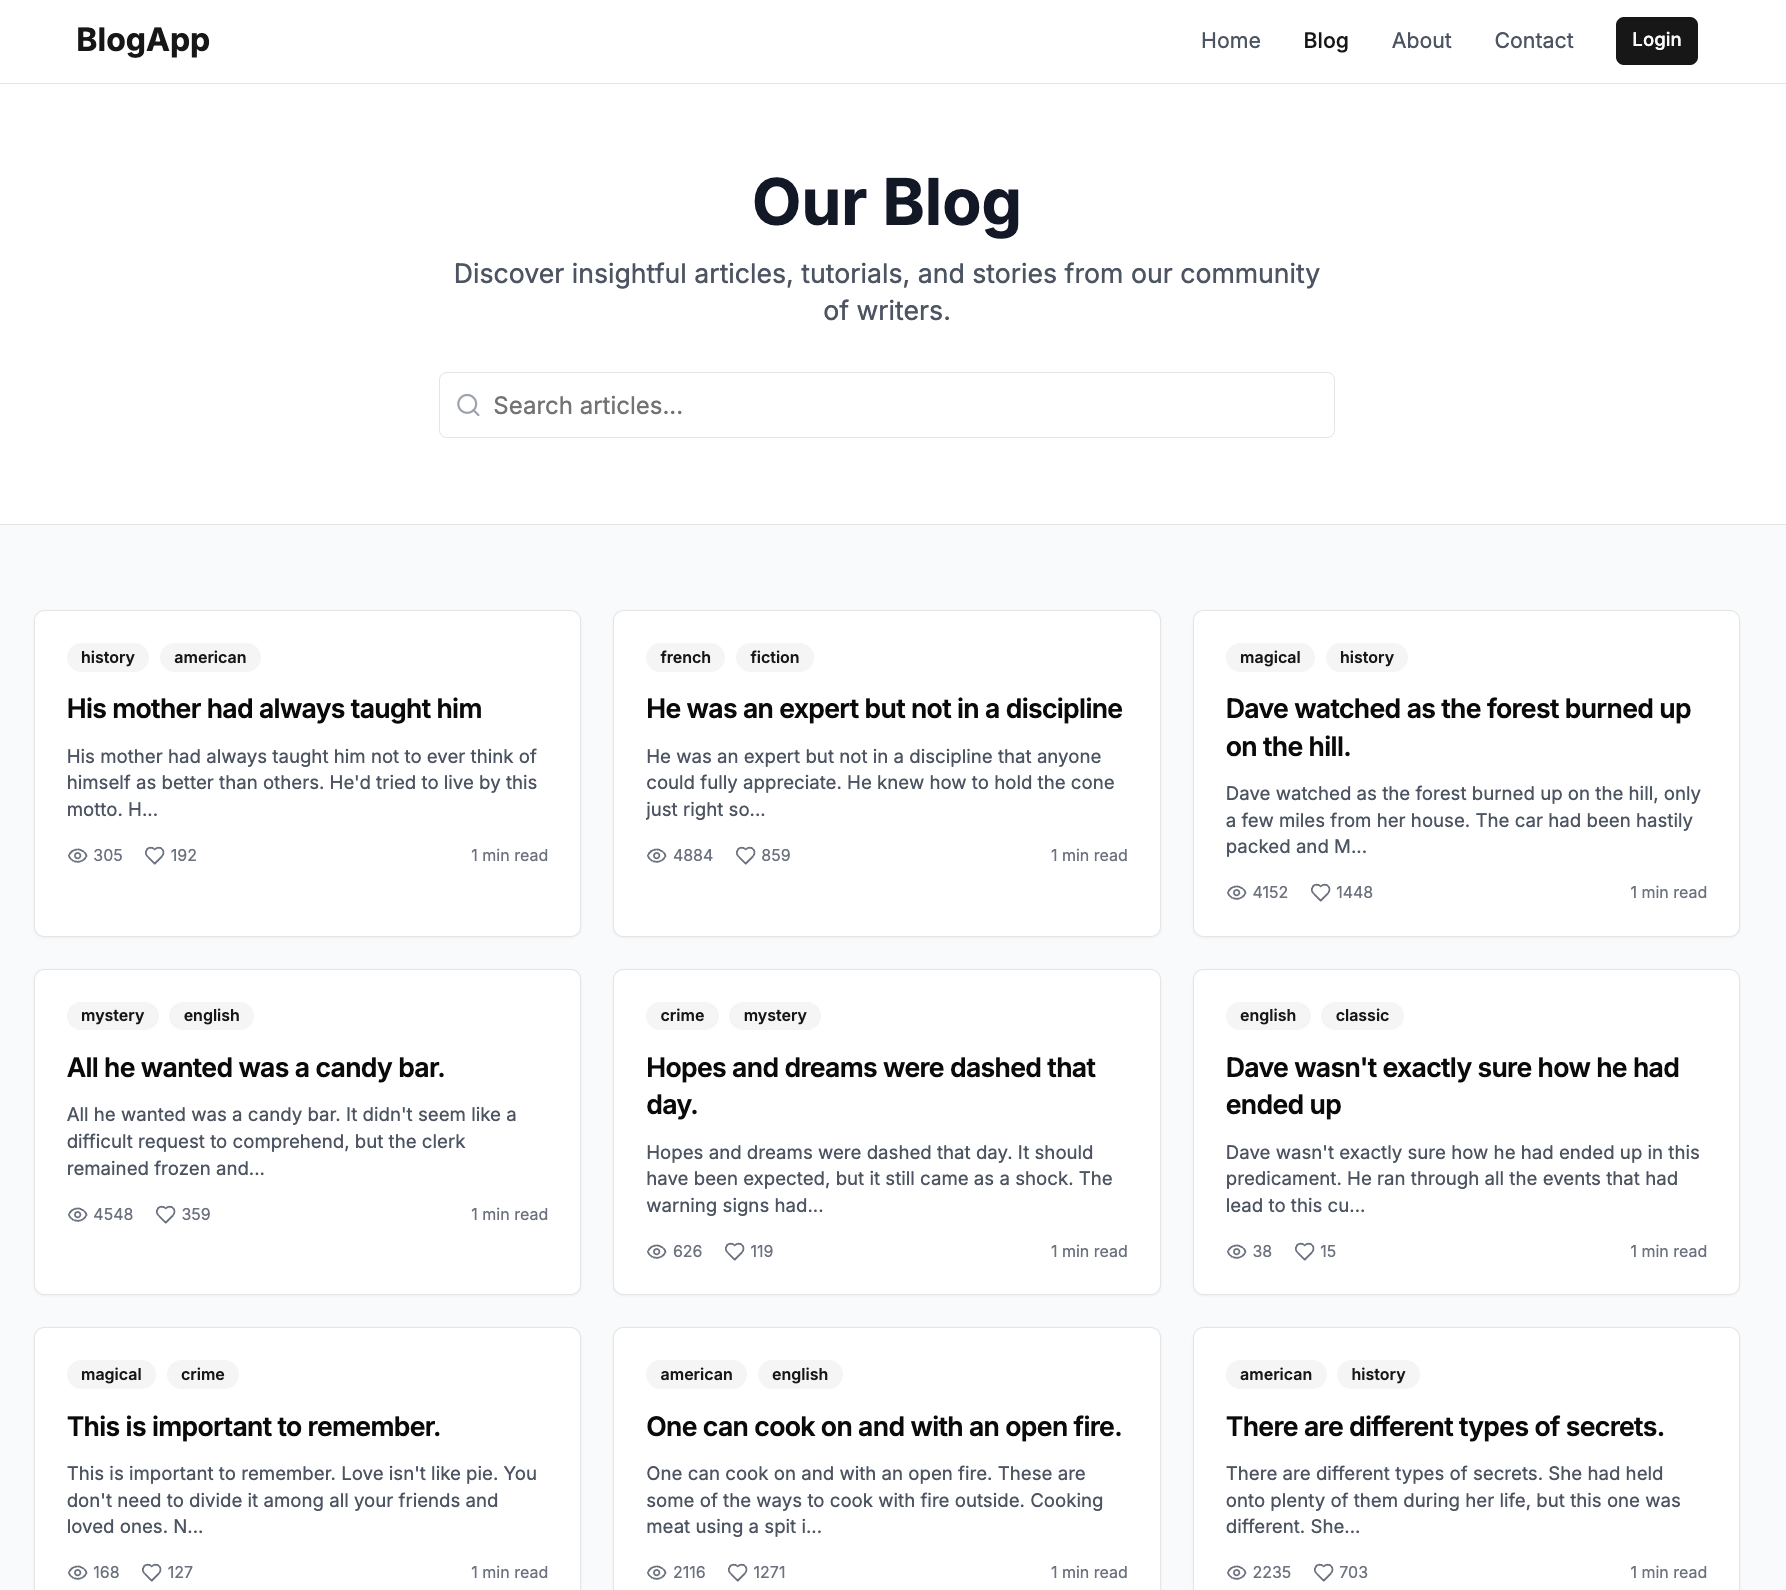 BlogApp
Home Blog About Contact Login
Our Blog
Discover insightful articles, tutorials, and stories from our community
of writers.
Search articles...
history american
His mother had always taught him
His mother had always taught him not to ever think of
himself as better than others. He'd tried to live by this
motto. H...
305 192 1 min read
french fiction
He was an expert but not in a discipline
He was an expert but not in a discipline that anyone
could fully appreciate. He knew how to hold the cone
just right so...
4884 859 1 min read
magical history
Dave watched as the forest burned up
on the hill.
Dave watched as the forest burned up on the hill, only
a few miles from her house. The car had been hastily
packed and M...
4152 1448 1 min read
mystery english
All he wanted was a candy bar.
All he wanted was a candy bar. It didn't seem like a
difficult request to comprehend, but the clerk
remained frozen and...
4548 359 1 min read
crime mystery
Hopes and dreams were dashed that
day.
Hopes and dreams were dashed that day. It should
have been expected, but it still came as a shock. The
warning signs had...
626 119 1 min read
english classic
Dave wasn't exactly sure how he had
ended up
Dave wasn't exactly sure how he had ended up in this
predicament. He ran through all the events that had
lead to this cu...
38 15 1 min read
magical crime
This is important to remember.
This is important to remember. Love isn't like pie. You
don't need to divide it among all your friends and
loved ones. N...
168 127 1 min read
american english
One can cook on and with an open fire.
One can cook on and with an open fire. These are
some of the ways to cook with fire outside. Cooking
meat using a spit i...
2116 1271 1 min read
american history
There are different types of secrets.
There are different types of secrets. She had held
onto plenty of them during her life, but this one was
different. She...
2235 703 1 min read